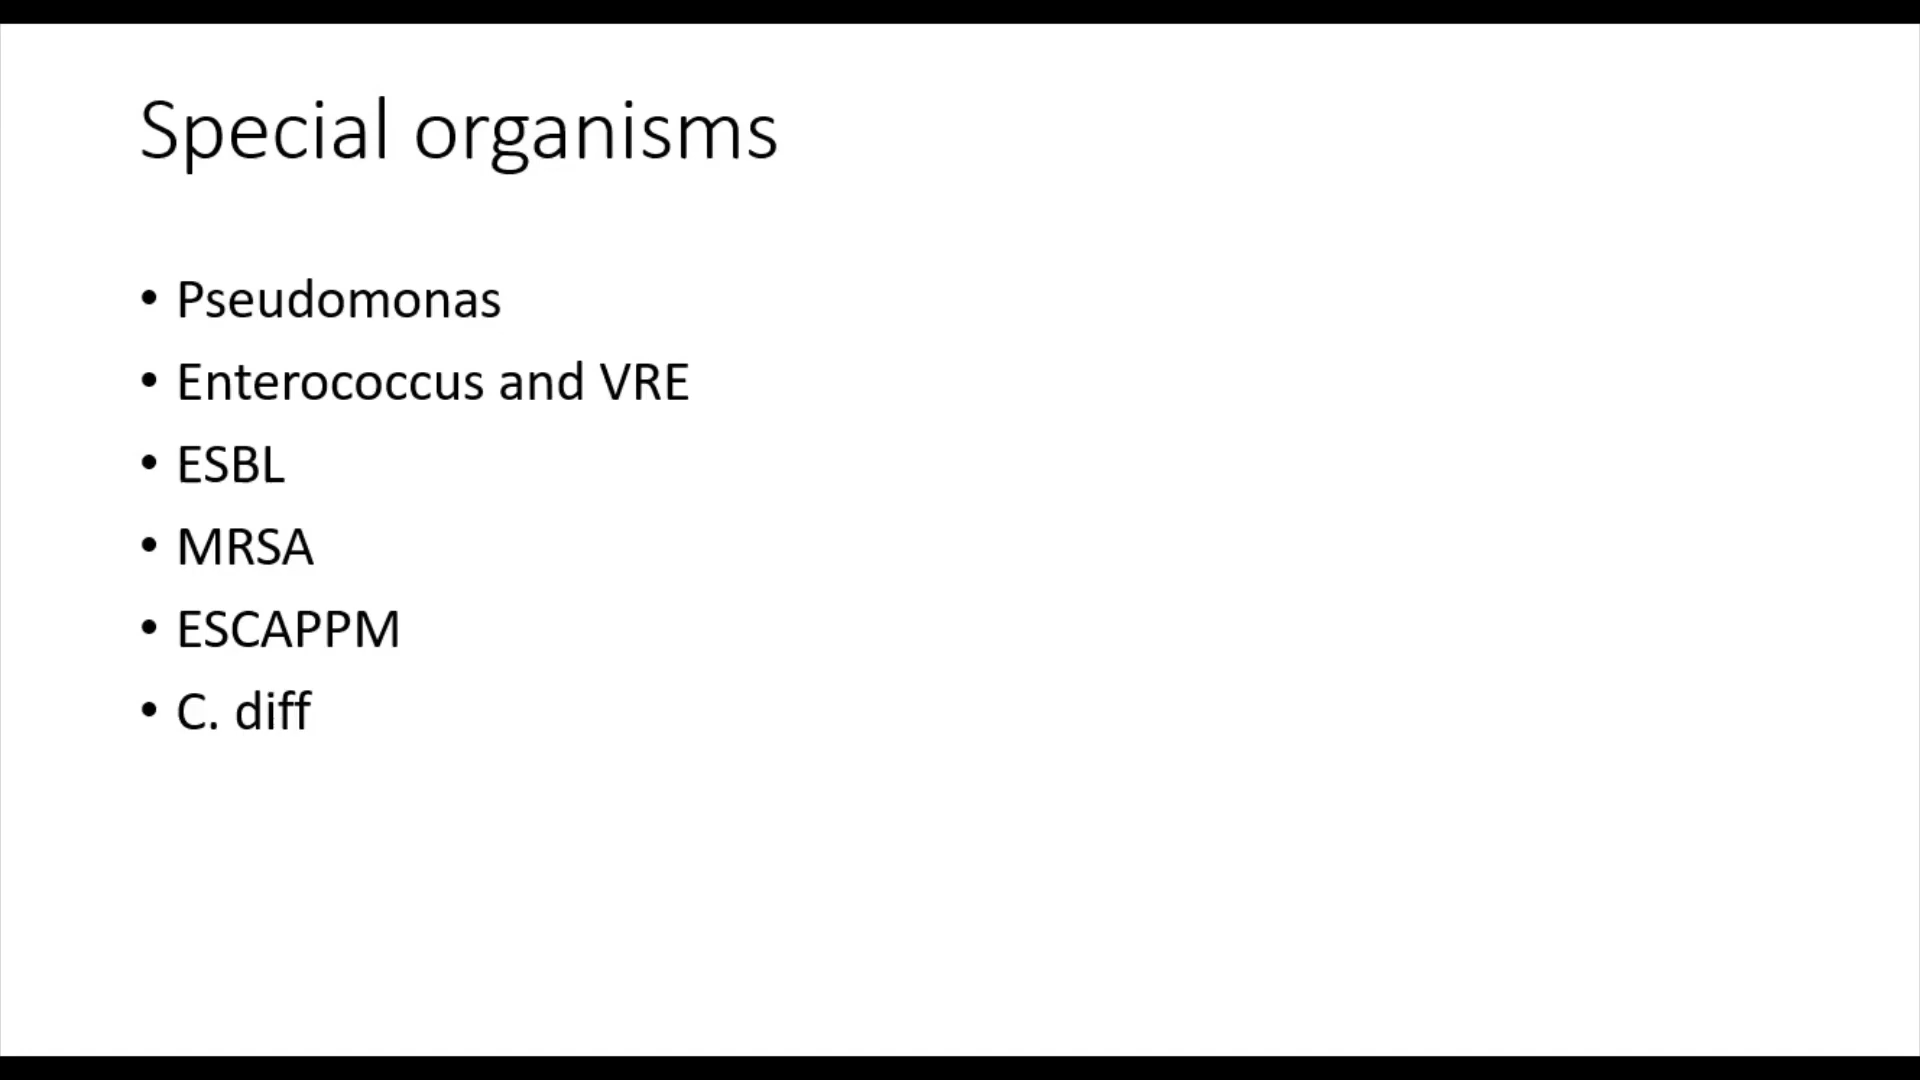 Special organisms
• Pseudomonas
• Enterococcus and VRE
• ESBL
• MRSA
• ESCAPPM
• C. diff